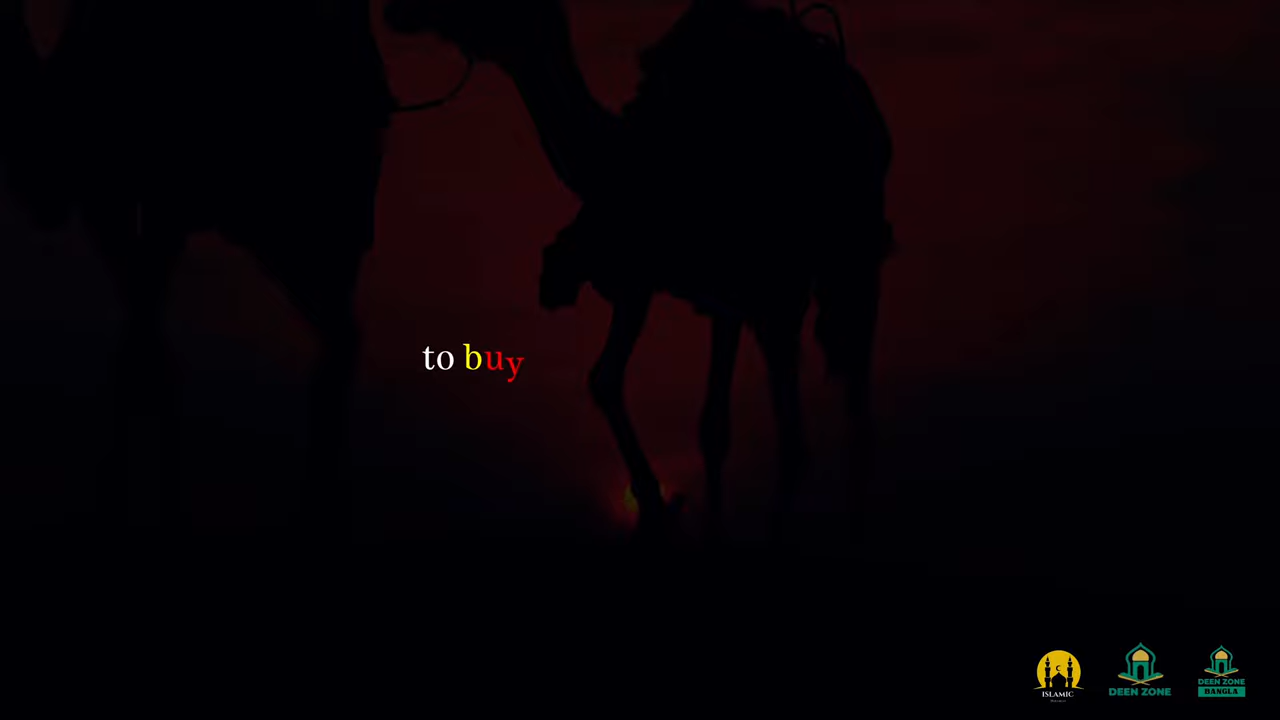 to buy
ISLAMIC
DEEN ZONE
DEEN ZONE
BANGLA